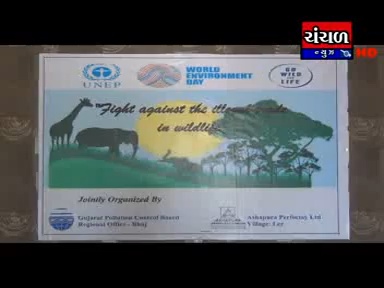 ચંચળ
ન્યુઝ HD
UNEP
WORLD
ENVIRONMENT
DAY
GO
WILD
FOR
LIFE
"Fight against the illegal trade
in wildlife
Jointly Organized By
Gujarat Pollution Control Board
Regional Office - Bhuj
Ashapura Perfoclay Ltd
Village: Ler